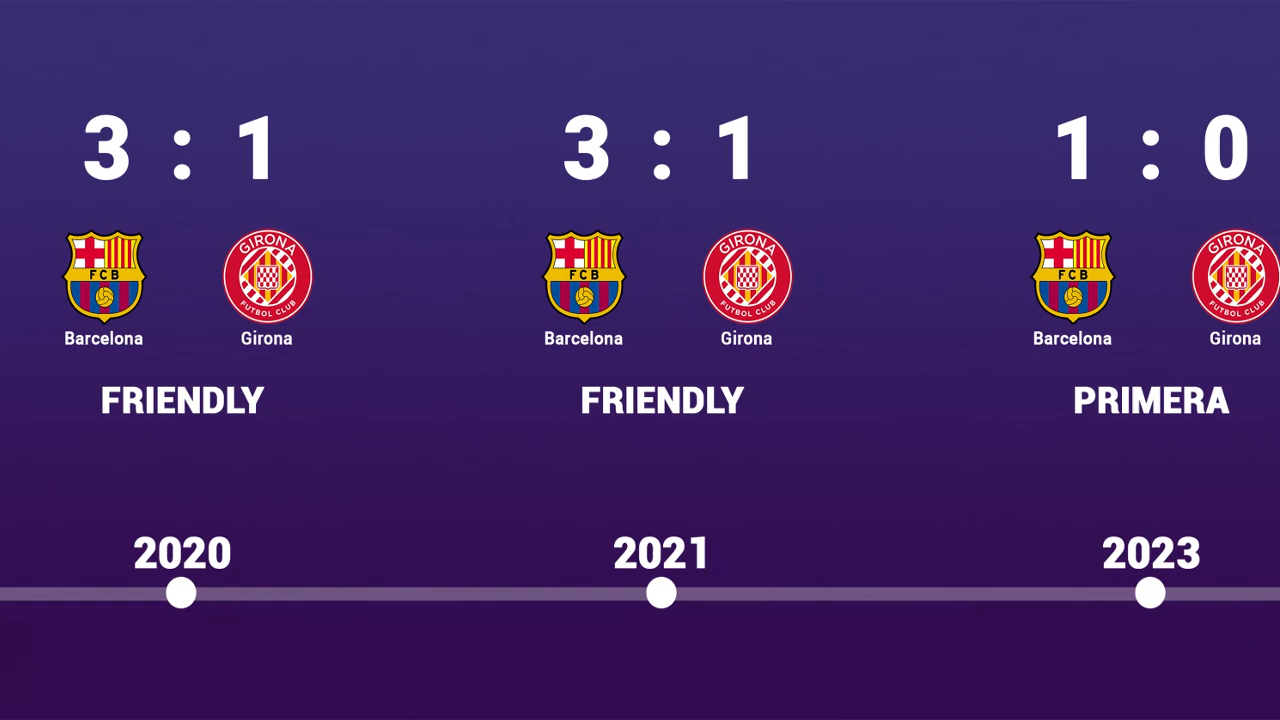 3 : 1
FCB
GIRONA
FUTBOL CLUB
Barcelona
Girona
FRIENDLY
2020
3 : 1
FCB
GIRONA
FUTBOL CLUB
Barcelona
Girona
FRIENDLY
2021
1 : 0
FCB
GIRONA
FUTBOL CLUB
Barcelona
Girona
PRIMERA
2023